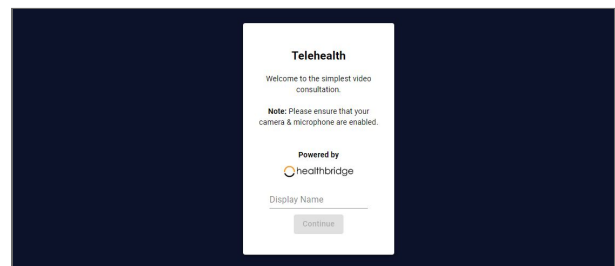 Telehealth
Welcome to the simplest video
consultation.
Note: Please ensure that your
camera & microphone are enabled.
Powered by
healthbridge
Display Name
Continue